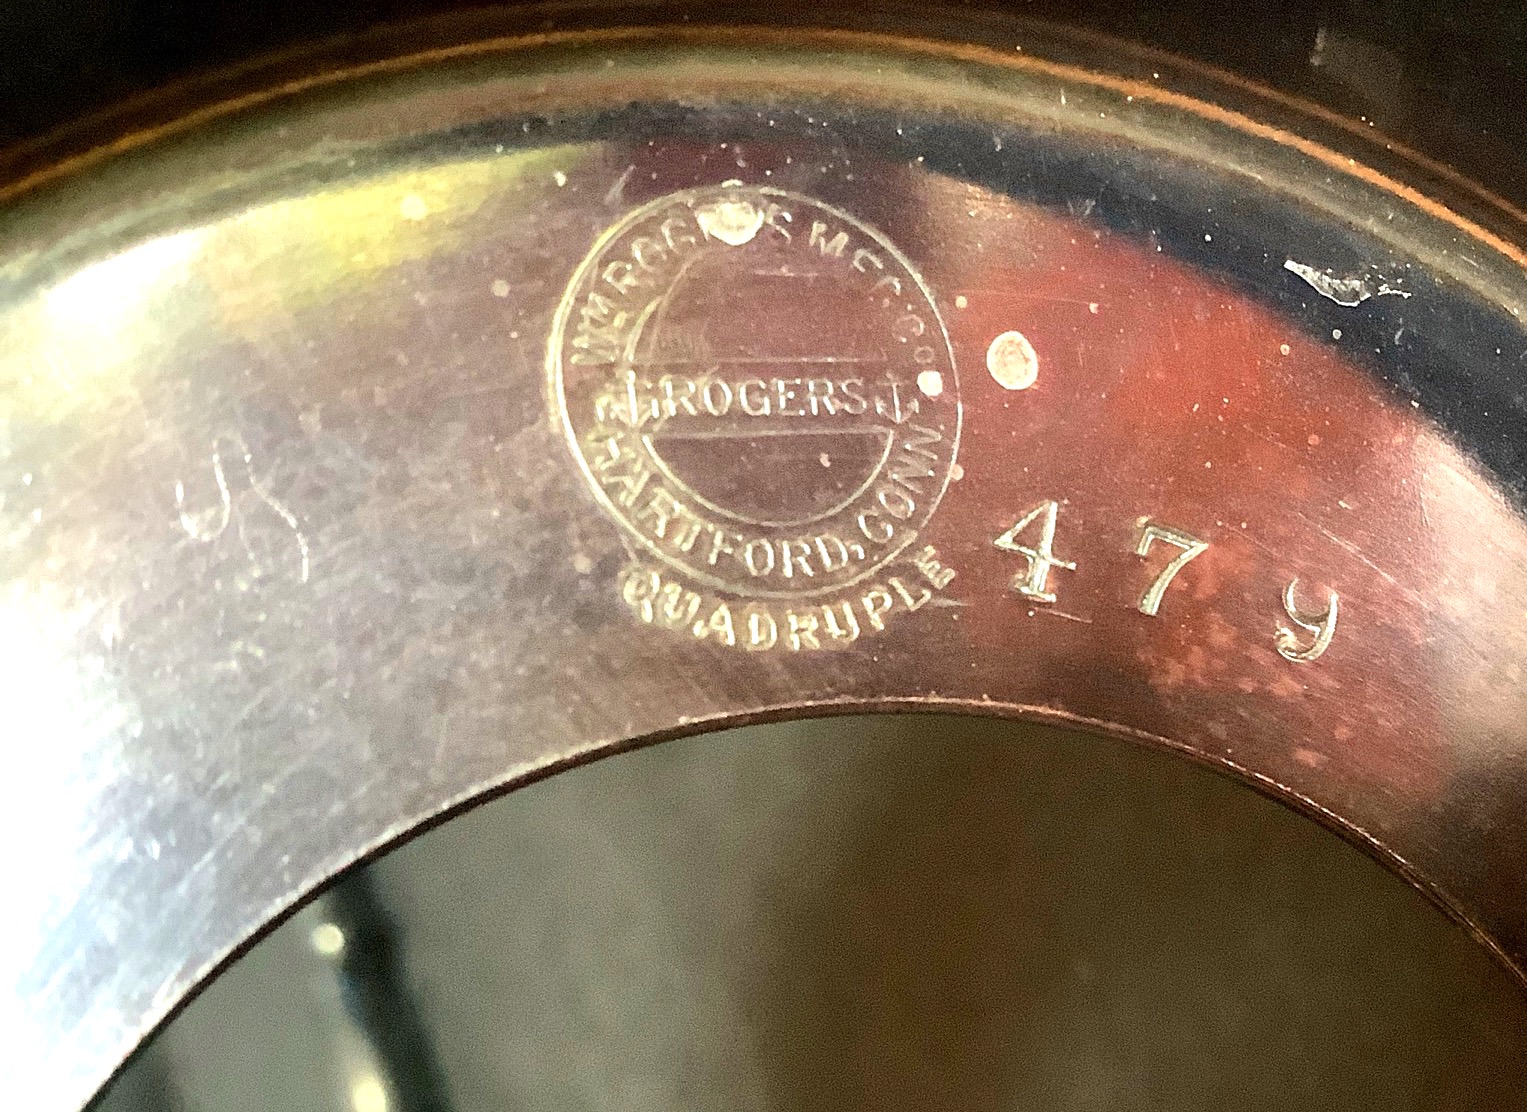 WM. ROGERS MFG. Co.
ROGERS
HARTFORD, CONN.
QUADRUPLE
479